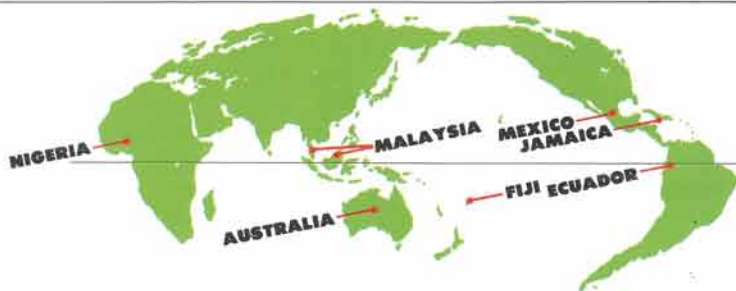 NIGERIA
MALAYSIA
MEXICO
JAMAICA
FIJI
ECUADOR
AUSTRALIA